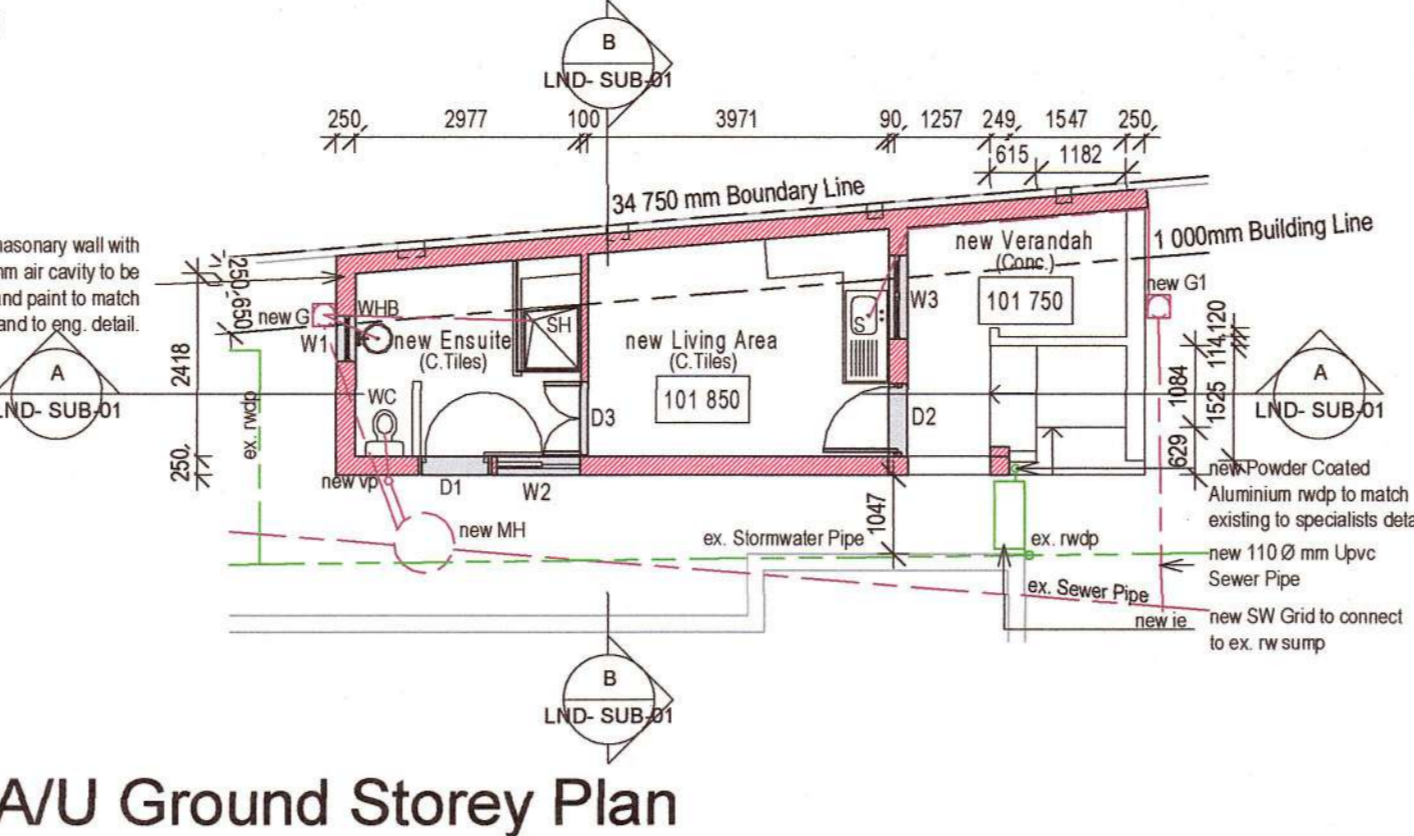 B
LND- SUB-01
250
2977
100
3971
90
1257
249
1547
250
615
1182
34 750 mm Boundary Line
1 000mm Building Line
masonary wall with
air cavity to be
and paint to match
and to eng. detail.
250
650
new G
WHB
W1
new Ensuite
(C.Tiles)
SH
new Living Area
(C.Tiles)
101 850
S
W3
new Verandah
(Conc.)
101 750
new G1
120
114
1084
1525
629
2418
250
A
LND- SUB-01
A
LND- SUB-01
ex. rwdp
WC
D3
D2
new vp
D1
W2
new MH
1047
ex. Stormwater Pipe
ex. rwdp
ex. Sewer Pipe
new ie
new Powder Coated
Aluminium rwdp to match
existing to specialists
new 110 Ø mm Upvc
Sewer Pipe
new SW Grid to connect
to ex. rw sump
B
LND- SUB-01
A/U Ground Storey Plan